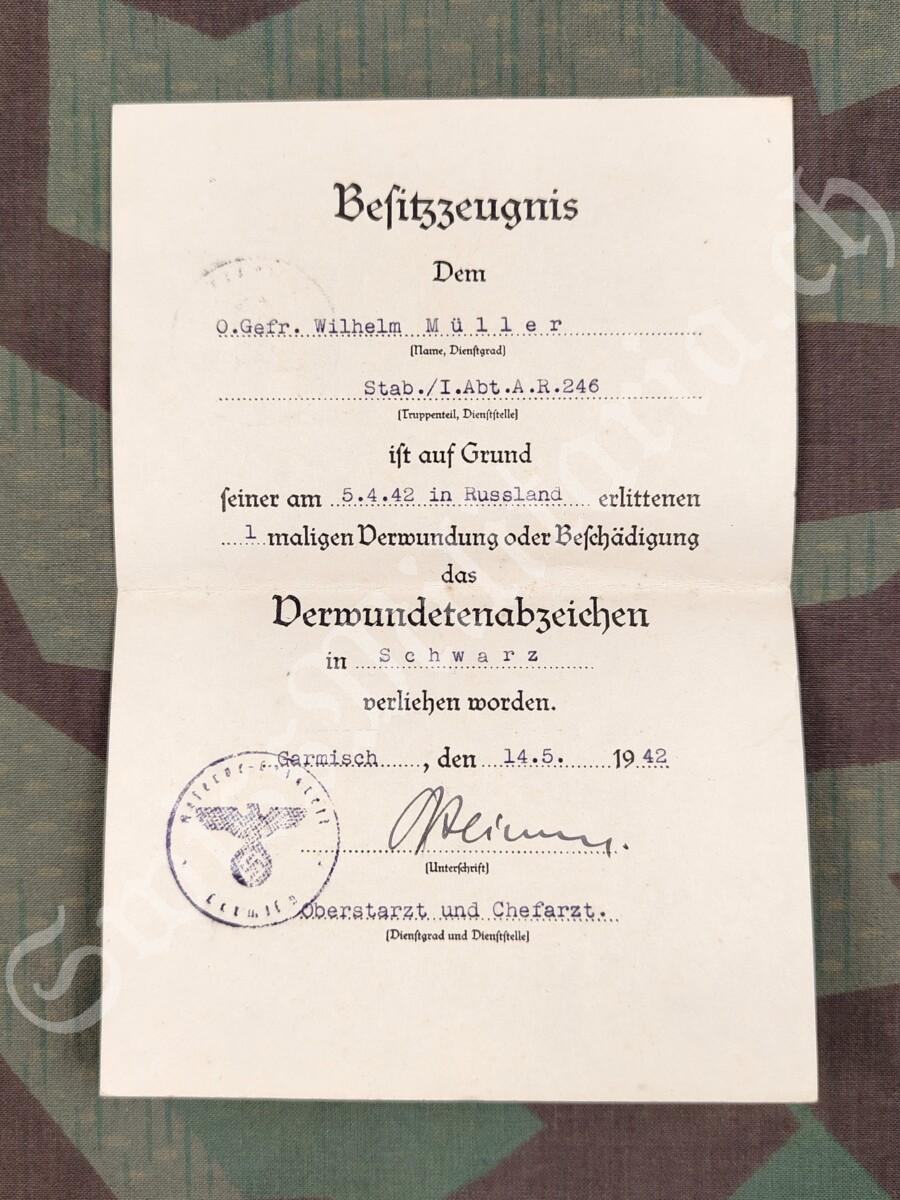 Besitzzeugnis
Dem
O.Gefr. Wilhelm Müller
(Name, Dienstgrad)
Stab./I.Abt.A.R.246
(Truppenteil, Dienststelle)
ist auf Grund
seiner am 5.4.42 in Russland erlittenen
1 maligen Verwundung oder Beschädigung
das
Verwundetenabzeichen
in Schwarz
verliehen worden.
Garmisch, den 14.5. 1942
(Unterschrift)
Oberstarzt und Chefarzt.
(Dienstgrad und Dienststelle)